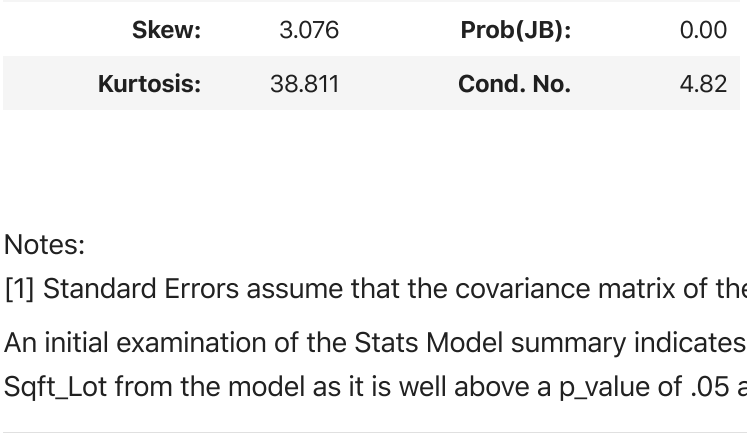 Skew: 3.076 Prob(JB): 0.00
Kurtosis: 38.811 Cond. No. 4.82
Notes:
[1] Standard Errors assume that the covariance matrix of the
An initial examination of the Stats Model summary indicates
Sqft_Lot from the model as it is well above a p_value of .05 a